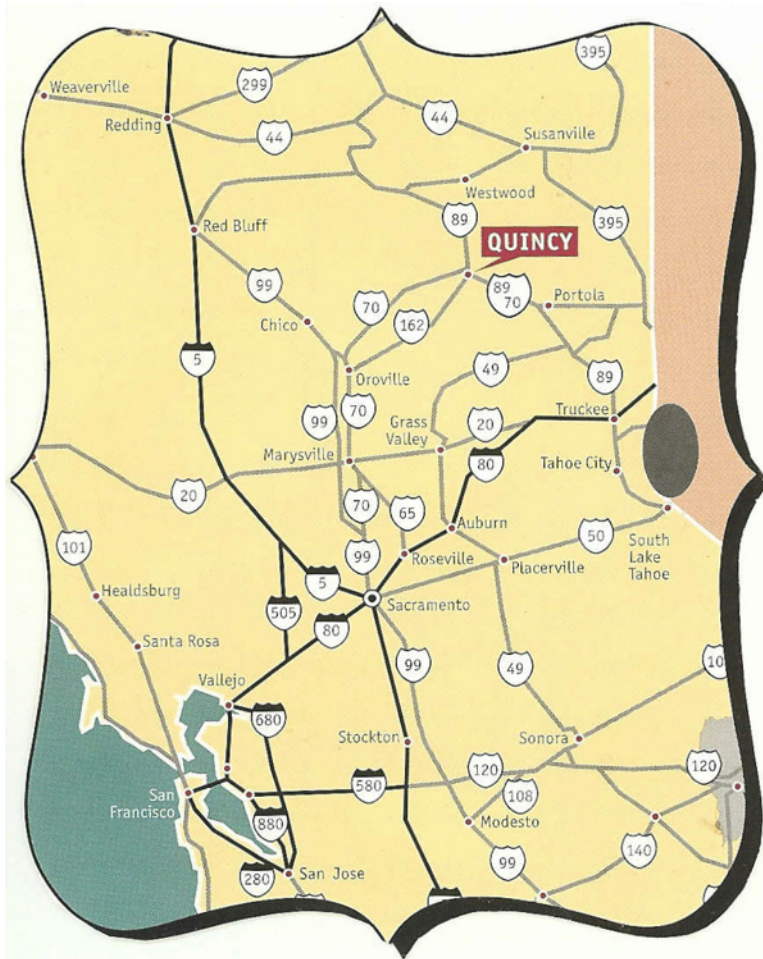 395
Weaverville
299
Redding
44
44
Susanville
Westwood
89
395
Red Bluff
QUINCY
99
89
70
Portola
70
162
Chico
5
49
Oroville
89
99
70
Grass
Valley
20
Truckee
Marysville
80
Tahoe City
20
70
65
Auburn
50
South
Lake
Tahoe
101
99
Roseville
Placerville
5
Healdsburg
505
80
Sacramento
Santa Rosa
99
49
10
Vallejo
680
Stockton
Sonora
120
120
San
Francisco
580
108
880
Modesto
140
99
280
San Jose